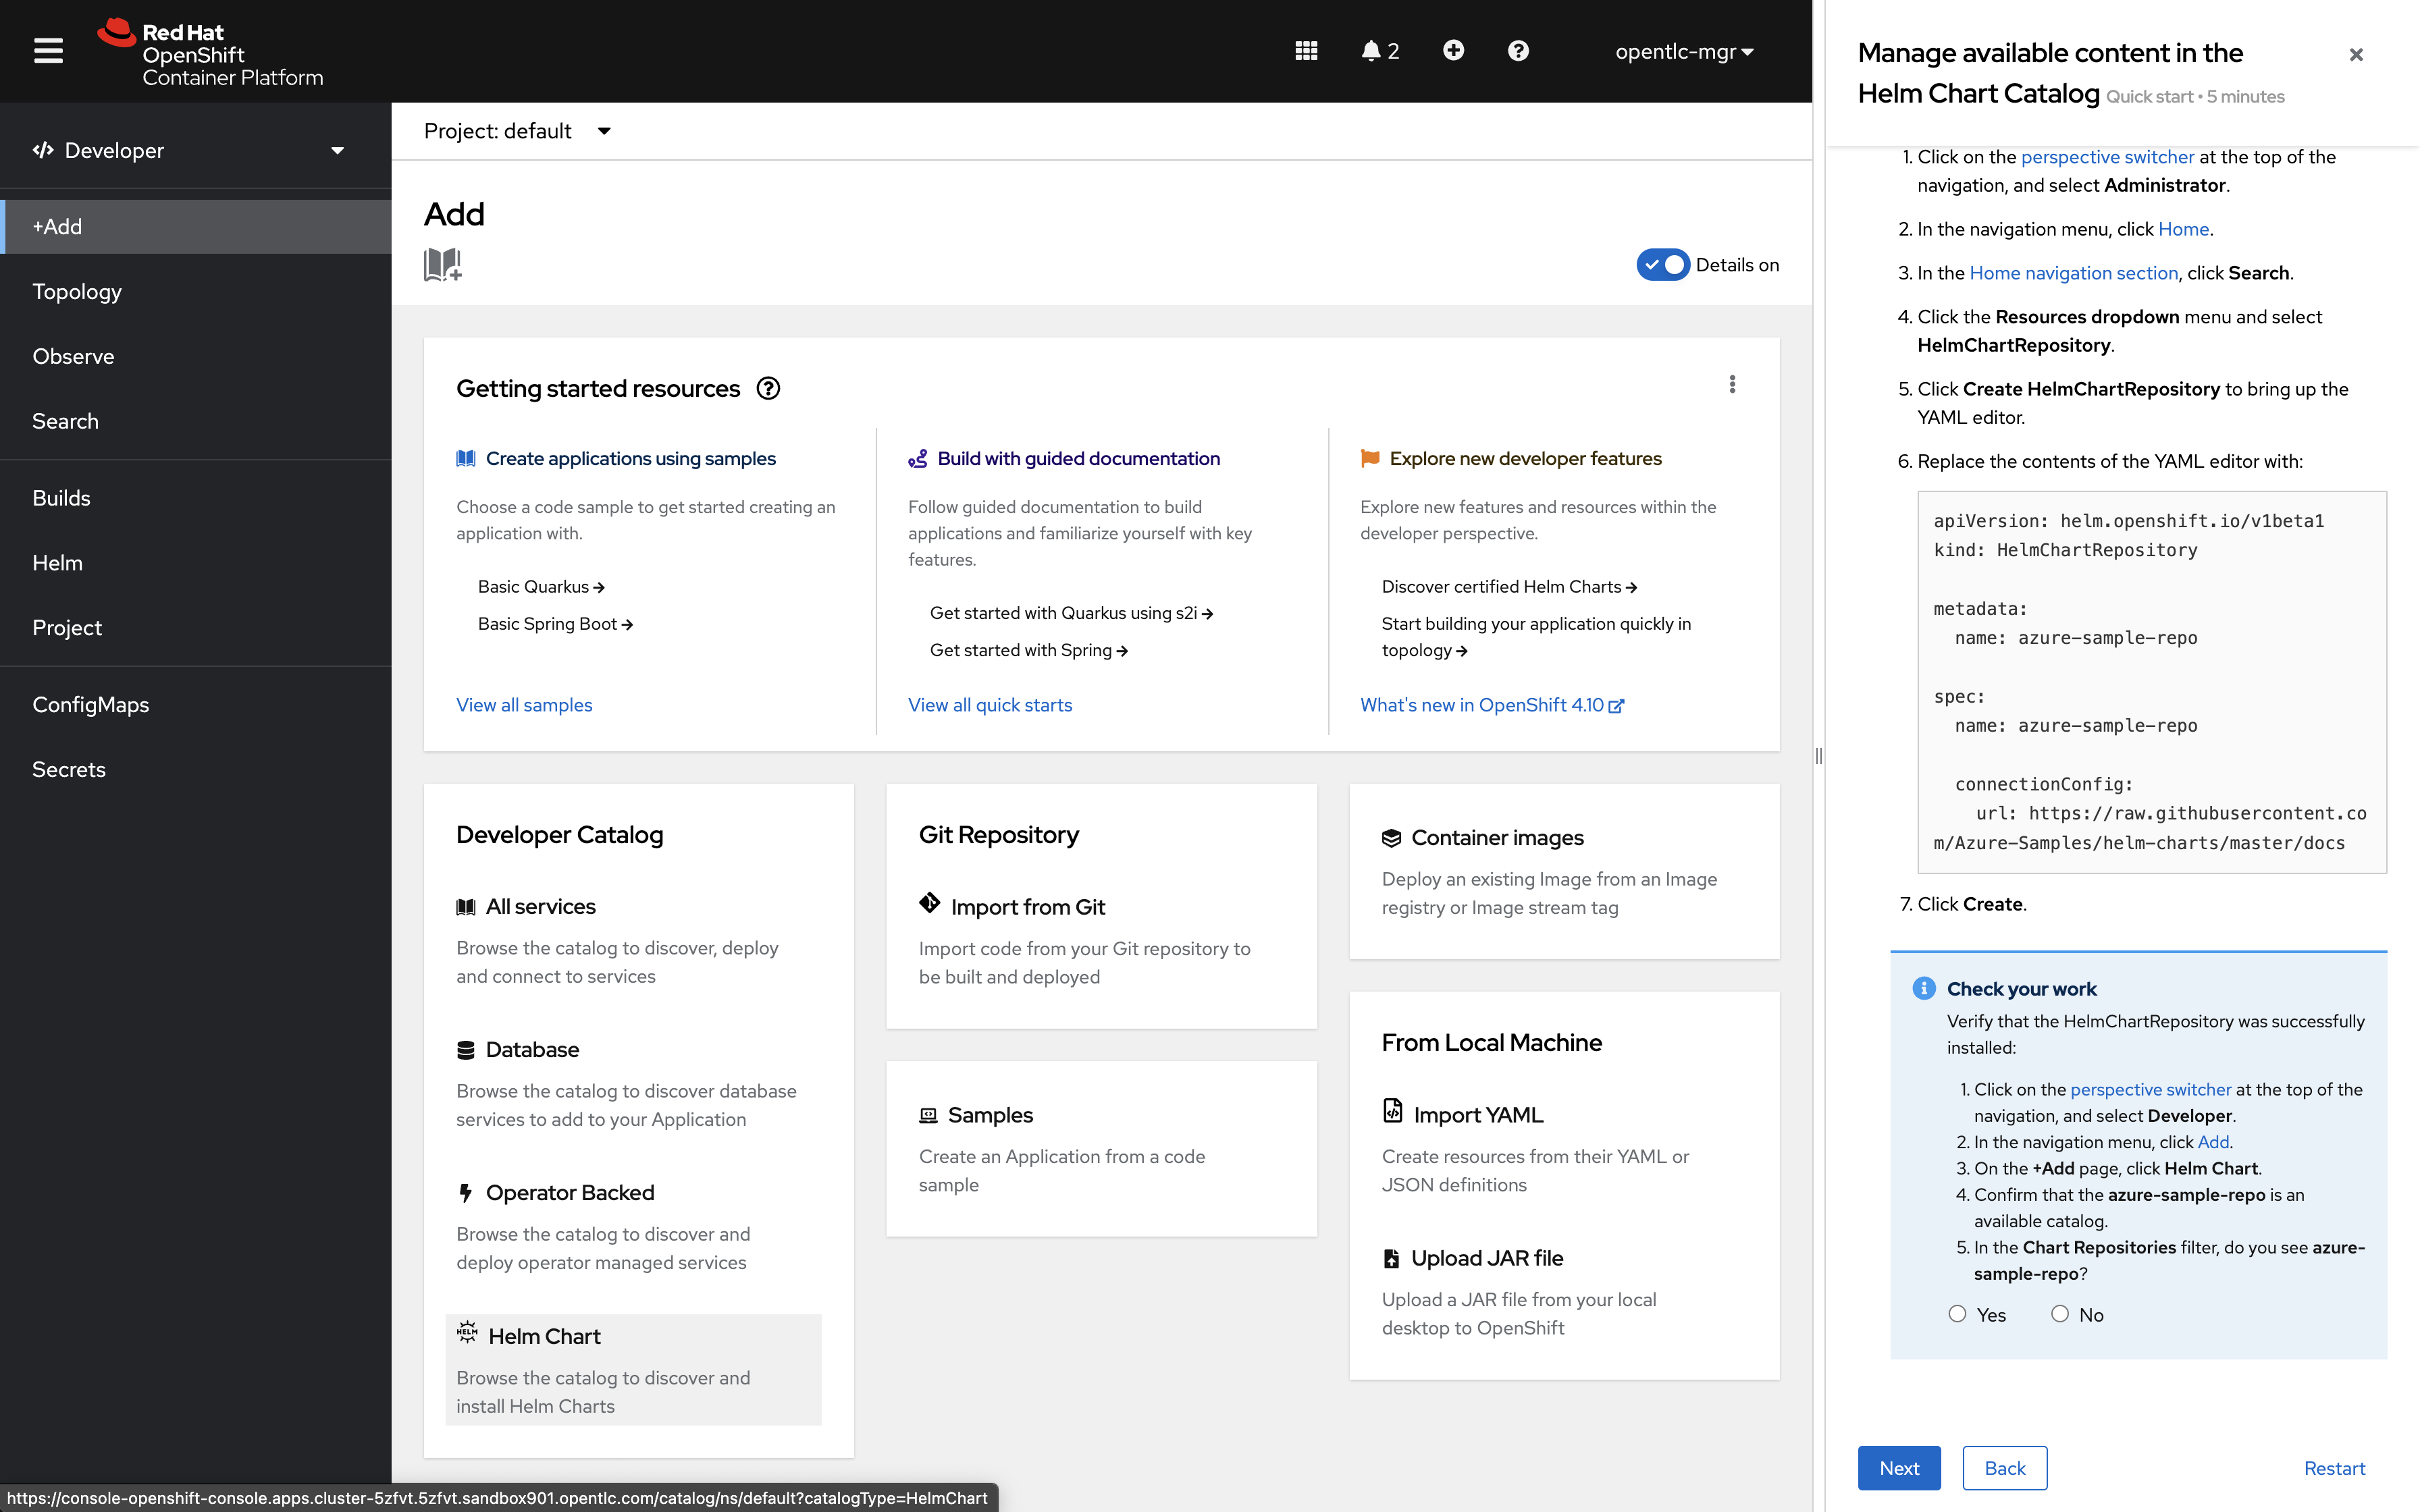 Red Hat
OpenShift
Container Platform
2
opentlc-mgr
Developer
+Add
Topology
Observe
Search
Builds
Helm
Project
ConfigMaps
Secrets
Project: default
Add
Details on
Getting started resources
Create applications using samples
Choose a code sample to get started creating an
application with.
Basic Quarkus
Basic Spring Boot
View all samples
Build with guided documentation
Follow guided documentation to build
applications and familiarize yourself with key
features.
Get started with Quarkus using s2i
Get started with Spring
View all quick starts
Explore new developer features
Explore new features and resources within the
developer perspective.
Discover certified Helm Charts
Start building your application quickly in
topology
What's new in OpenShift 4.10
Developer Catalog
All services
Browse the catalog to discover, deploy
and connect to services
Database
Browse the catalog to discover database
services to add to your Application
Operator Backed
Browse the catalog to discover and
deploy operator managed services
HELM
Helm Chart
Browse the catalog to discover and
install Helm Charts
Git Repository
Import from Git
Import code from your Git repository to
be built and deployed
Samples
Create an Application from a code
sample
Container images
Deploy an existing Image from an Image
registry or Image stream tag
From Local Machine
Import YAML
Create resources from their YAML or
JSON definitions
Upload JAR file
Upload a JAR file from your local
desktop to OpenShift
https://console-openshift-console.apps.cluster-5zfvt.5zfvt.sandbox901.opentlc.com/catalog/ns/default?catalogType=HelmChart
Manage available content in the
Helm Chart Catalog Quick start • 5 minutes
1. Click on the perspective switcher at the top of the
navigation, and select Administrator.
2. In the navigation menu, click Home.
3. In the Home navigation section, click Search.
4. Click the Resources dropdown menu and select
HelmChartRepository.
5. Click Create HelmChartRepository to bring up the
YAML editor.
6. Replace the contents of the YAML editor with:
apiVersion: helm.openshift.io/v1beta1
kind: HelmChartRepository
metadata:
name: azure-sample-repo
spec:
name: azure-sample-repo
connectionConfig:
url: https://raw.githubusercontent.co
m/Azure-Samples/helm-charts/master/docs
7. Click Create.
Check your work
Verify that the HelmChartRepository was successfully
installed:
1. Click on the perspective switcher at the top of the
navigation, and select Developer.
2. In the navigation menu, click Add.
3. On the +Add page, click Helm Chart.
4. Confirm that the azure-sample-repo is an
available catalog.
5. In the Chart Repositories filter, do you see azure-
sample-repo?
Yes No
Next Back Restart